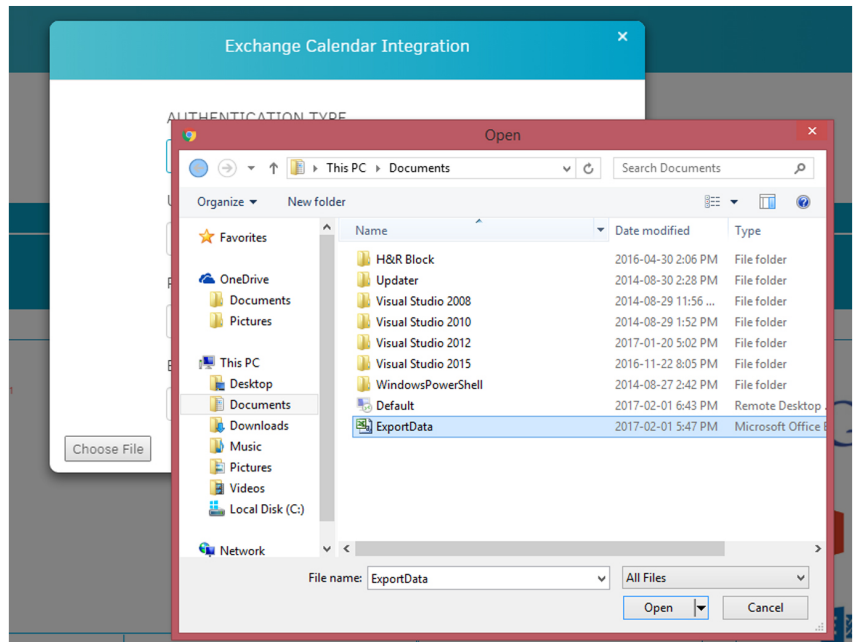 Exchange Calendar Integration ×
AUTHENTICATION TYPE
Open ×
This PC Documents Search Documents
Organize New folder
Favorites
OneDrive
Documents
Pictures
This PC
Desktop
Documents
Downloads
Music
Pictures
Videos
Local Disk (C:)
Network
Name Date modified Type
H&R Block 2016-04-30 2:06 PM File folder
Updater 2014-08-30 2:28 PM File folder
Visual Studio 2008 2014-08-29 11:56 ... File folder
Visual Studio 2010 2014-08-29 1:52 PM File folder
Visual Studio 2012 2017-01-20 5:02 PM File folder
Visual Studio 2015 2016-11-22 8:05 PM File folder
WindowsPowerShell 2014-08-27 2:42 PM File folder
Default 2017-02-01 6:43 PM Remote Desktop
ExportData 2017-02-01 5:47 PM Microsoft Office
Choose File
File name: ExportData All Files
Open Cancel